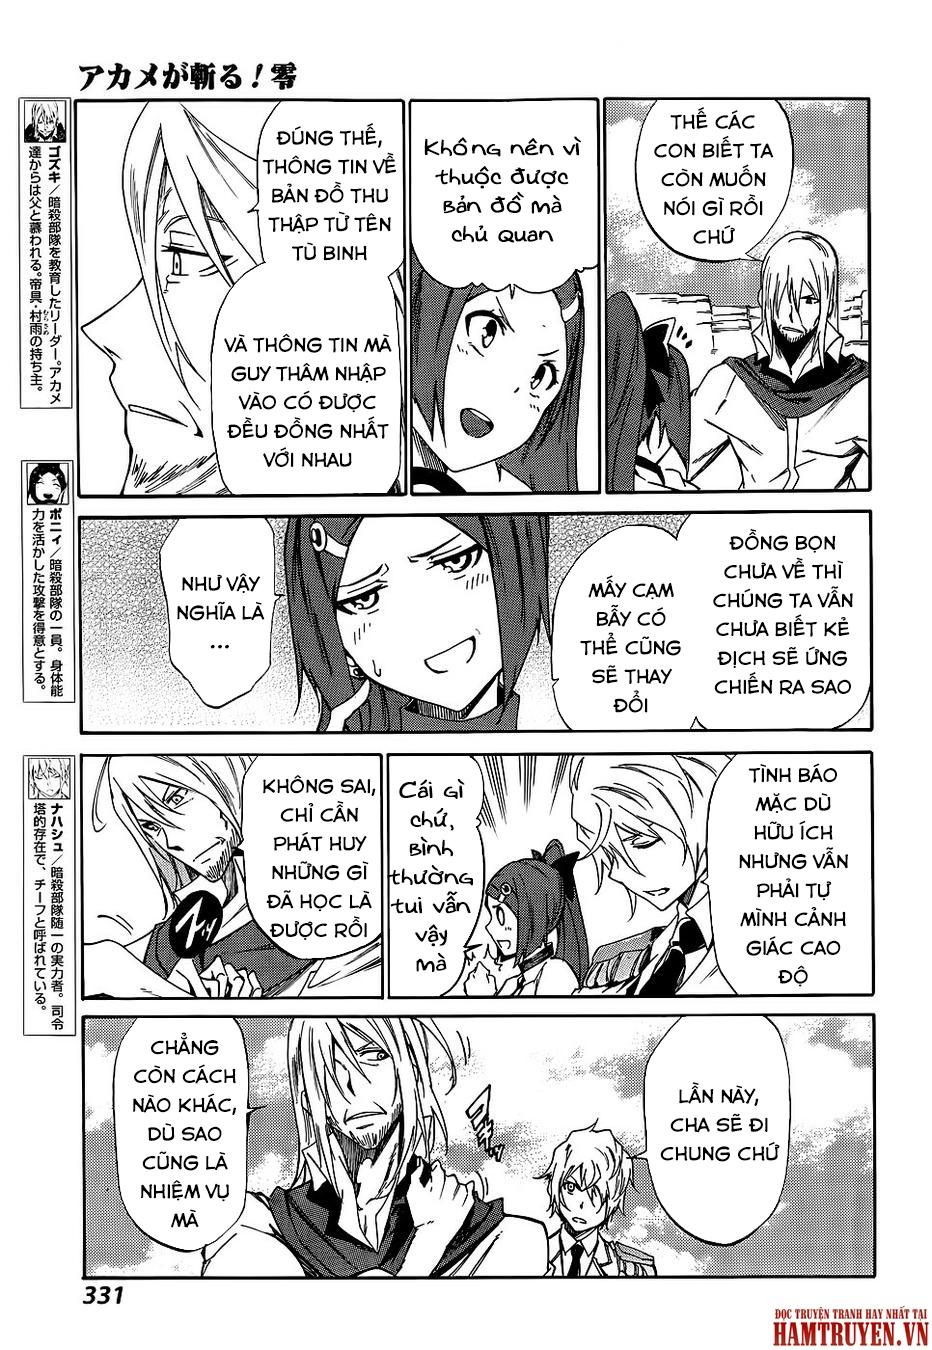 アカメが斬る！零
THẾ CÁC
CON BIẾT TA
CÒN MUỐN
NÓI GÌ RỒI
CHỨ
Không nên vì
thuộc được
bản đồ mà
chủ quan
ĐÚNG THẾ,
THÔNG TIN VỀ
BẢN ĐỒ THU
THẬP TỪ TÊN
TÙ BINH
VÀ THÔNG TIN MÀ
GUY THÂM NHẬP
VÀO CÓ ĐƯỢC
ĐỀU ĐỒNG NHẤT
VỚI NHAU
ゴズキ／暗殺部隊を教育したリーダー。アカメ
達からは父と慕われる。帝具・村雨の持ち主。
ĐỒNG BỌN
CHƯA VỀ THÌ
CHÚNG TA VẪN
CHƯA BIẾT KẺ
ĐỊCH SẼ ỨNG
CHIẾN RA SAO
MẤY CẠM
BẪY CÓ
THỂ CŨNG
SẼ THAY
ĐỔI
NHƯ VẬY
NGHĨA LÀ
...
ポニィ／暗殺部隊の一員。身体能
力を活かした攻撃を得意とする。
TÌNH BÁO
MẶC DÙ
HỮU ÍCH
NHƯNG VẪN
PHẢI TỰ
MÌNH CẢNH
GIÁC CAO
ĐỘ
Cái gì
chứ,
bình
thường
tui vẫn
vậy
mà
KHÔNG SAI,
CHỈ CẦN
PHÁT HUY
NHỮNG GÌ
ĐÃ HỌC LÀ
ĐƯỢC RỒI
ナハシュ／暗殺部隊随一の実力者。司令
塔的存在で、チーフと呼ばれている。
LẦN NÀY,
CHA SẼ ĐI
CHUNG CHỨ
CHẲNG
CÒN CÁCH
NÀO KHÁC,
DÙ SAO
CŨNG LÀ
NHIỆM VỤ
MÀ
331
ĐỌC TRUYỆN TRANH HAY NHẤT TẠI
HAMTRUYEN.VN